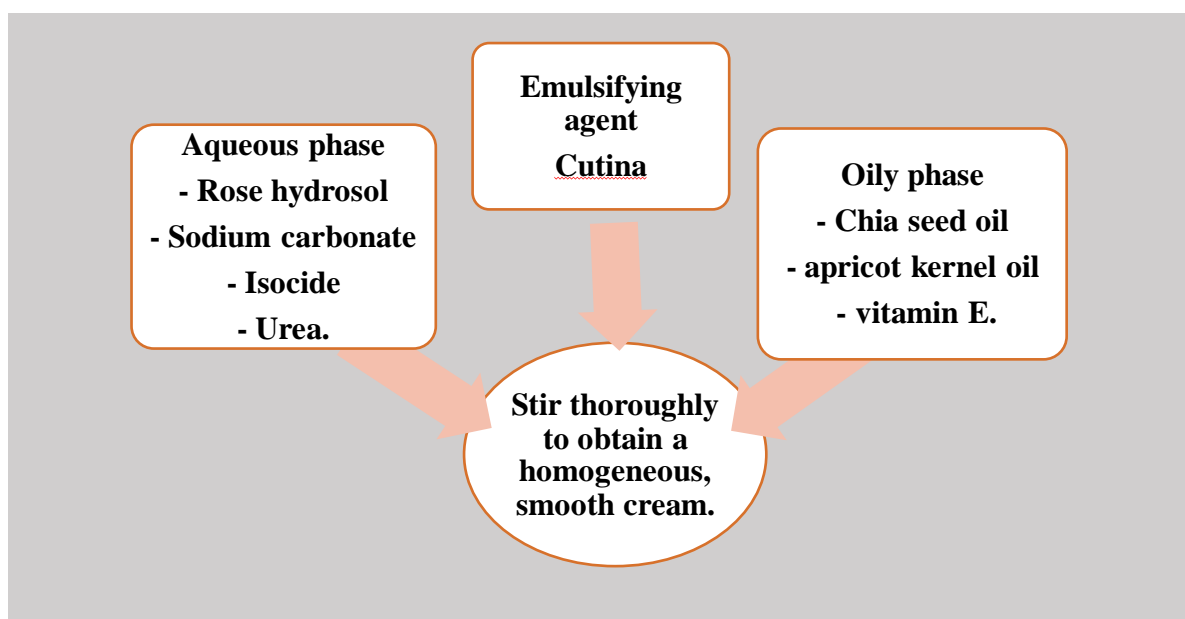 Emulsifying
agent
Cutina
Aqueous phase
- Rose hydrosol
- Sodium carbonate
- Isocide
- Urea.
Oily phase
- Chia seed oil
- apricot kernel oil
- vitamin E.
Stir thoroughly
to obtain a
homogeneous,
smooth cream.